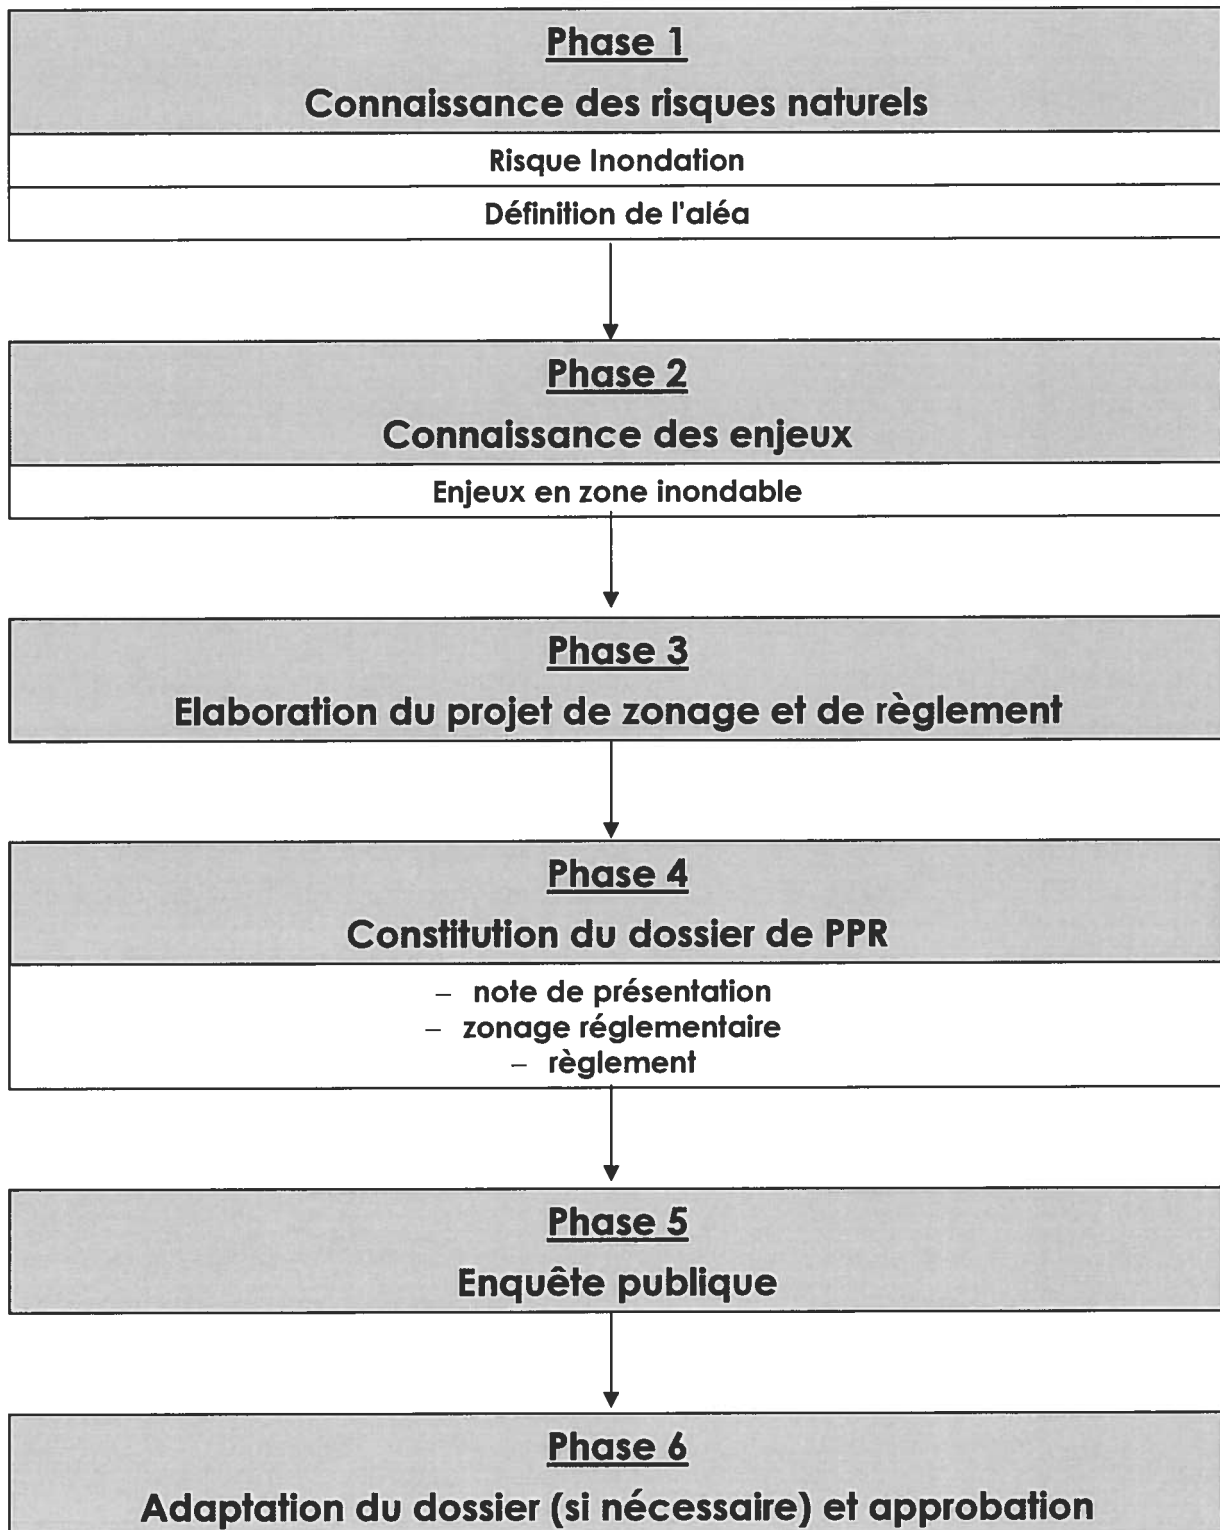 Phase 1
Connaissance des risques naturels
Risque Inondation
Définition de l'aléa
Phase 2
Connaissance des enjeux
Enjeux en zone inondable
Phase 3
Elaboration du projet de zonage et de règlement
Phase 4
Constitution du dossier de PPR
– note de présentation
– zonage réglementaire
– règlement
Phase 5
Enquête publique
Phase 6
Adaptation du dossier (si nécessaire) et approbation